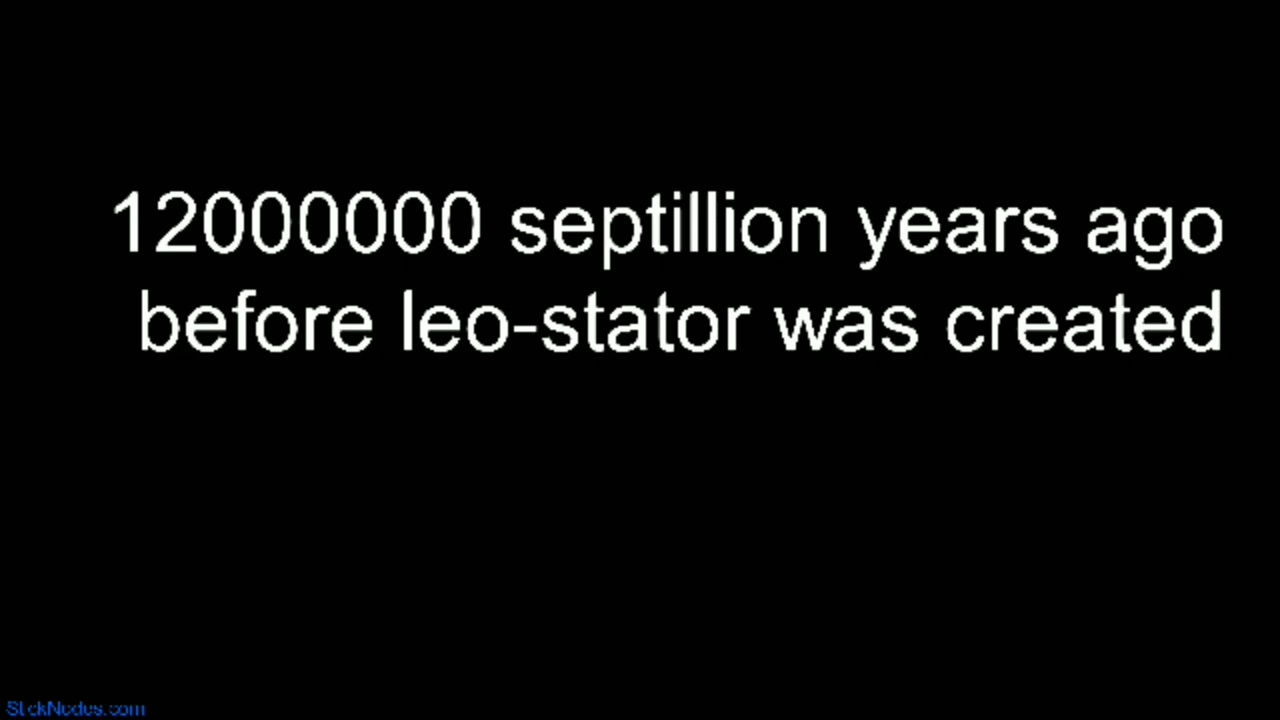 12000000 septillion years ago
before leo-stator was created
StickNodes.com